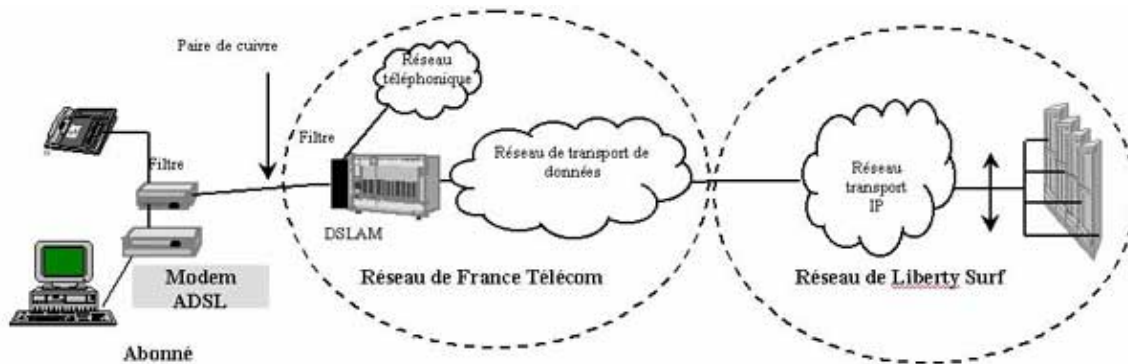 Paire de cuivre
Réseau
téléphonique
Filtre
Filtre
Réseau de transport de
données
Réseau
transport
IP
DSLAM
Modem
ADSL
Réseau de France Télécom
Réseau de Liberty Surf
Abonné